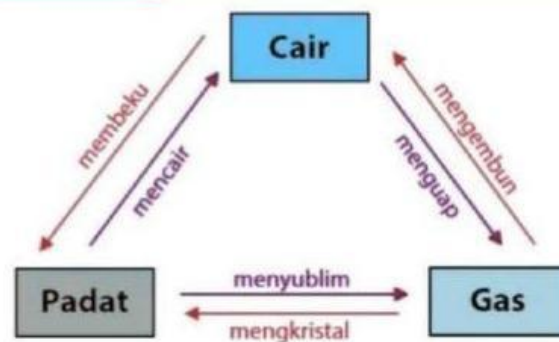 Cair
membeku
mencair
menguap
mengembun
Padat
menyublim
mengkristal
Gas